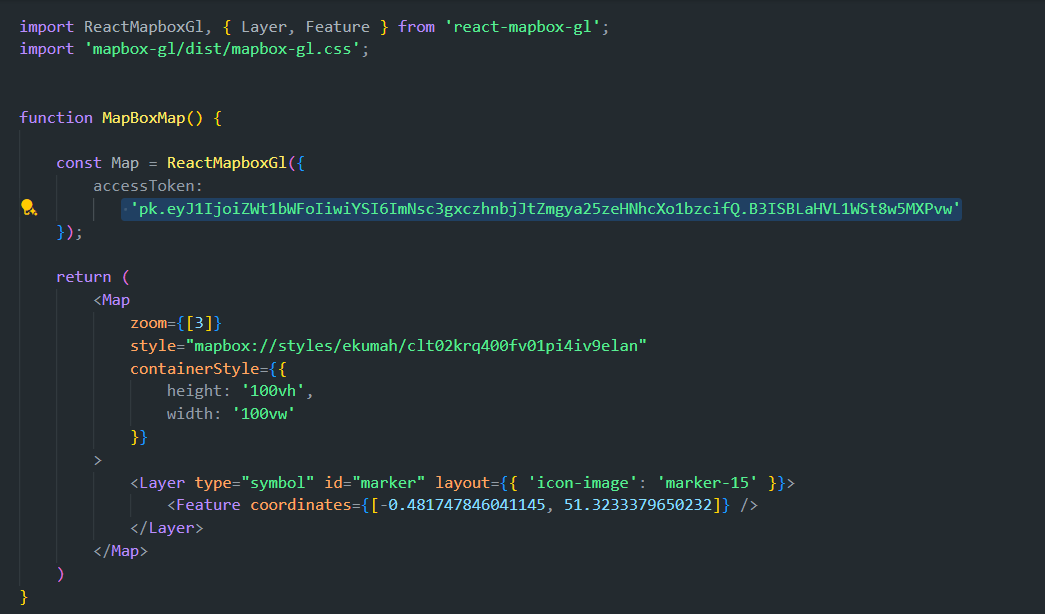 import ReactMapboxGl, { Layer, Feature } from 'react-mapbox-gl';
import 'mapbox-gl/dist/mapbox-gl.css';
function MapBoxMap() {
const Map = ReactMapboxGl({
accessToken:
'pk.eyJ1IjoiZWt1bWFoIiwiYSI6ImNsc3gxczhnbjJtZmgya25zeHNhcXo1bzcifQ.B3ISBLaHVL1WSt8w5MXPvw'
});
return (
<Map
zoom={[3]}
style="mapbox://styles/ekumah/clt02krq400fv01pi4iv9elan"
containerStyle={{
height: '100vh',
width: '100vw'
}}
>
<Layer type="symbol" id="marker" layout={{ 'icon-image': 'marker-15' }}>
<Feature coordinates={[-0.481747846041145, 51.3233379650232]} />
</Layer>
</Map>
)
}